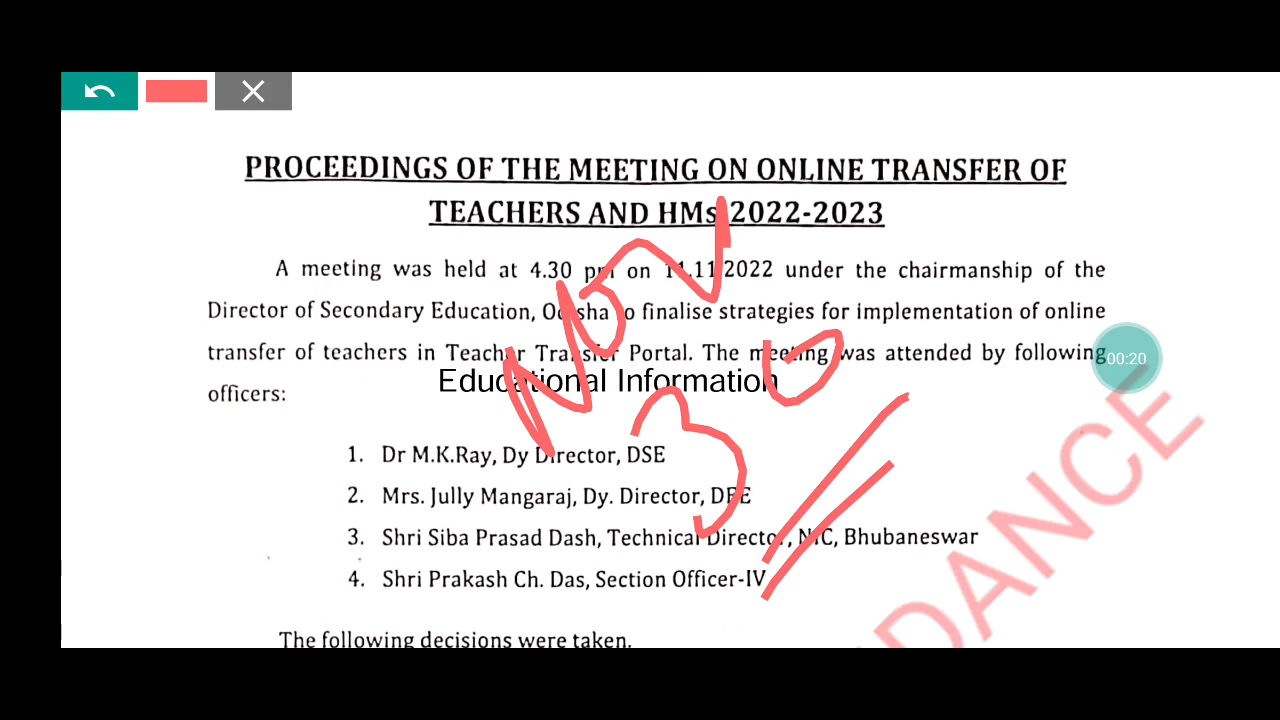 PROCEEDINGS OF THE MEETING ON ONLINE TRANSFER OF
TEACHERS AND HMs 2022-2023
A meeting was held at 4.30 pm on 11.11.2022 under the chairmanship of the
Director of Secondary Education, Odisha to finalise strategies for implementation of online
transfer of teachers in Teacher Transfer Portal. The meeting was attended by following
00:20
Educational Information
officers:
Nov
30
1. Dr M.K.Ray, Dy Director, DSE
2. Mrs. Jully Mangaraj, Dy. Director, DEE
3. Shri Siba Prasad Dash, Technical Director, NIC, Bhubaneswar
4. Shri Prakash Ch. Das, Section Officer-IV
The following decisions were taken.
DANCE